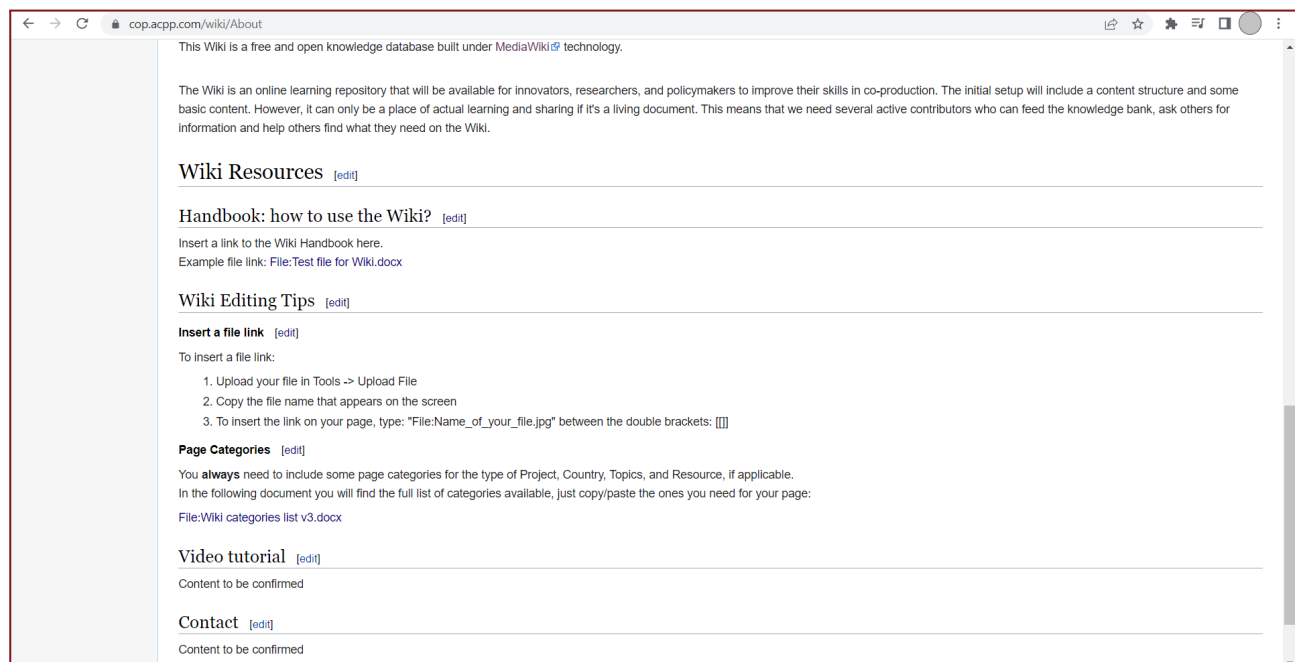 cop.acpp.com/wiki/About
This Wiki is a free and open knowledge database built under MediaWiki technology.
The Wiki is an online learning repository that will be available for innovators, researchers, and policymakers to improve their skills in co-production. The initial setup will include a content structure and some
basic content. However, it can only be a place of actual learning and sharing if it's a living document. This means that we need several active contributors who can feed the knowledge bank, ask others for
information and help others find what they need on the Wiki.
Wiki Resources [edit]
Handbook: how to use the Wiki? [edit]
Insert a link to the Wiki Handbook here.
Example file link: File:Test file for Wiki.docx
Wiki Editing Tips [edit]
Insert a file link [edit]
To insert a file link:
1. Upload your file in Tools -> Upload File
2. Copy the file name that appears on the screen
3. To insert the link on your page, type: "File:Name_of_your_file.jpg" between the double brackets: [[]]
Page Categories [edit]
You always need to include some page categories for the type of Project, Country, Topics, and Resource, if applicable.
In the following document you will find the full list of categories available, just copy/paste the ones you need for your page:
File:Wiki categories list v3.docx
Video tutorial [edit]
Content to be confirmed
Contact [edit]
Content to be confirmed